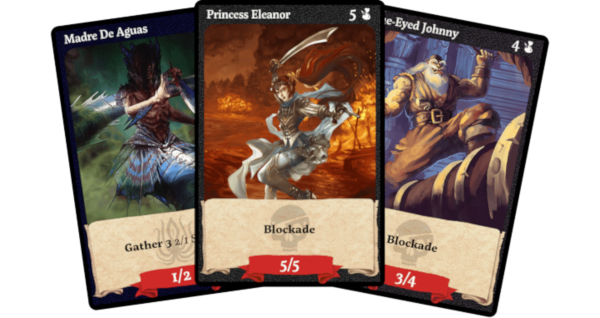 Madre De Aguas
Gather 3 2/1 S
1/2
Princess Eleanor 5
Blockade
5/5
e-Eyed Johnny 4
Blockade
3/4